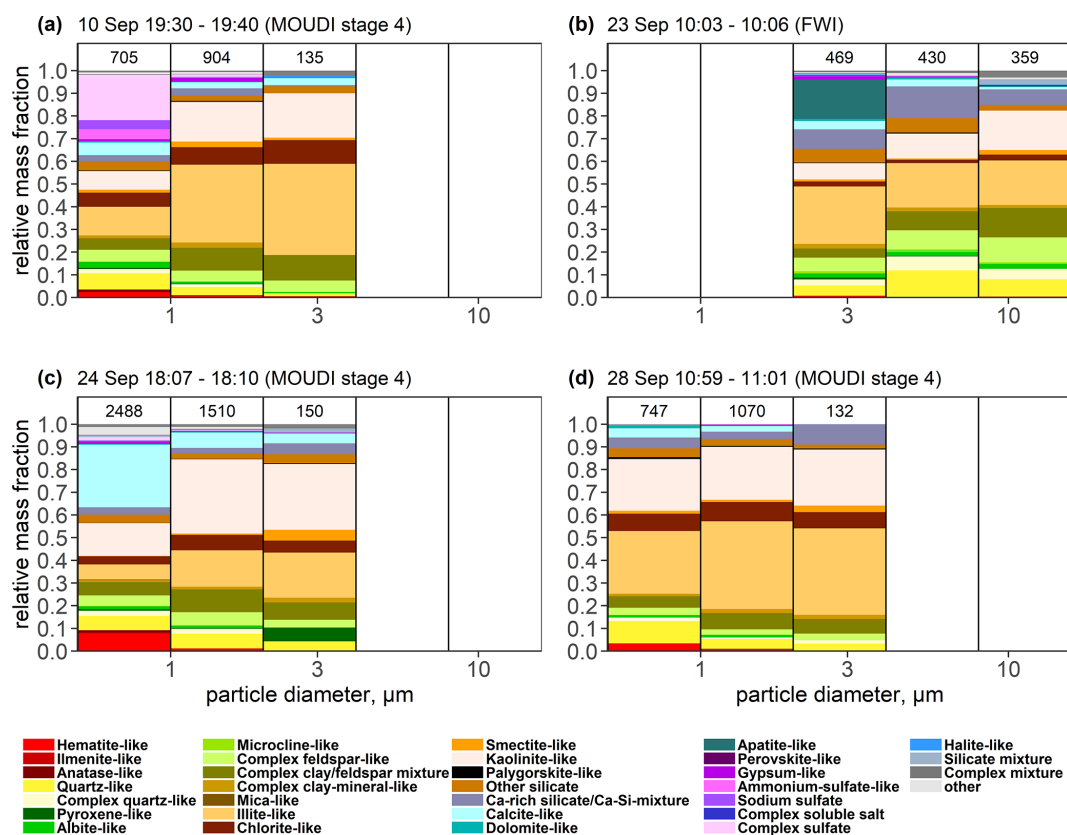 (a) 10 Sep 19:30 - 19:40 (MOUDI stage 4)
705 904 135
1.0
0.9
0.8
0.7
0.6
0.5
0.4
0.3
0.2
0.1
0.0
relative mass fraction
1 3 10
(b) 23 Sep 10:03 - 10:06 (FWI)
469 430 359
1.0
0.9
0.8
0.7
0.6
0.5
0.4
0.3
0.2
0.1
0.0
1 3 10
(c) 24 Sep 18:07 - 18:10 (MOUDI stage 4)
2488 1510 150
1.0
0.9
0.8
0.7
0.6
0.5
0.4
0.3
0.2
0.1
0.0
relative mass fraction
1 3 10
particle diameter, µm
(d) 28 Sep 10:59 - 11:01 (MOUDI stage 4)
747 1070 132
1.0
0.9
0.8
0.7
0.6
0.5
0.4
0.3
0.2
0.1
0.0
1 3 10
particle diameter, µm
Hematite-like
Ilmenite-like
Anatase-like
Quartz-like
Complex quartz-like
Pyroxene-like
Albite-like
Microcline-like
Complex feldspar-like
Complex clay/feldspar mixture
Complex clay-mineral-like
Mica-like
Illite-like
Chlorite-like
Smectite-like
Kaolinite-like
Palygorskite-like
Other silicate
Ca-rich silicate/Ca-Si-mixture
Calcite-like
Dolomite-like
Apatite-like
Perovskite-like
Gypsum-like
Ammonium-sulfate-like
Sodium sulfate
Complex soluble salt
Complex sulfate
Halite-like
Silicate mixture
Complex mixture
other